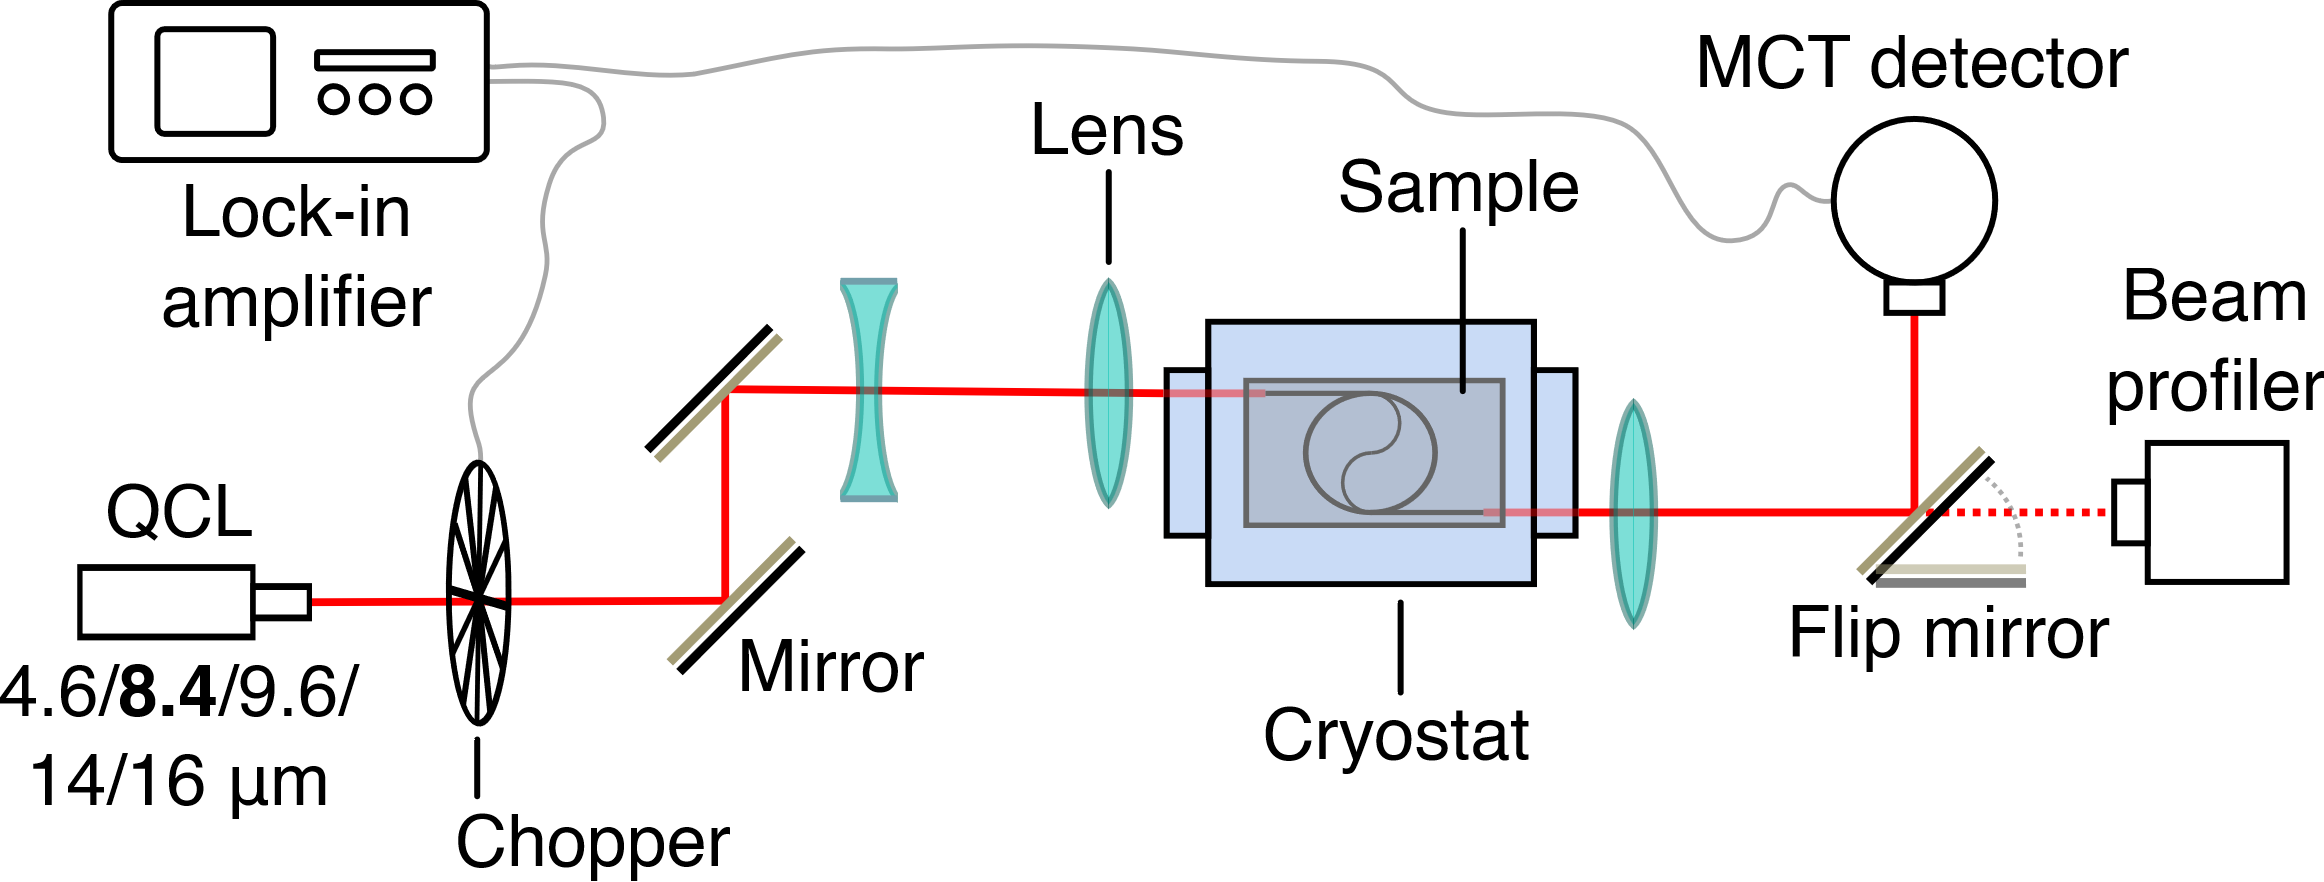 Lock-in
amplifier
Lens
Sample
MCT detector
Beam
profiler
QCL
4.6/8.4/9.6/
14/16 µm
Chopper
Mirror
Cryostat
Flip mirror